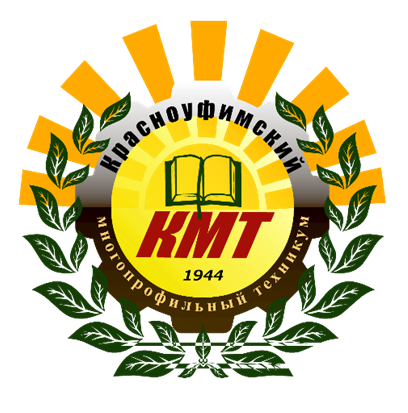 Красноуфимский
КМТ
1944
многопрофильный техникум